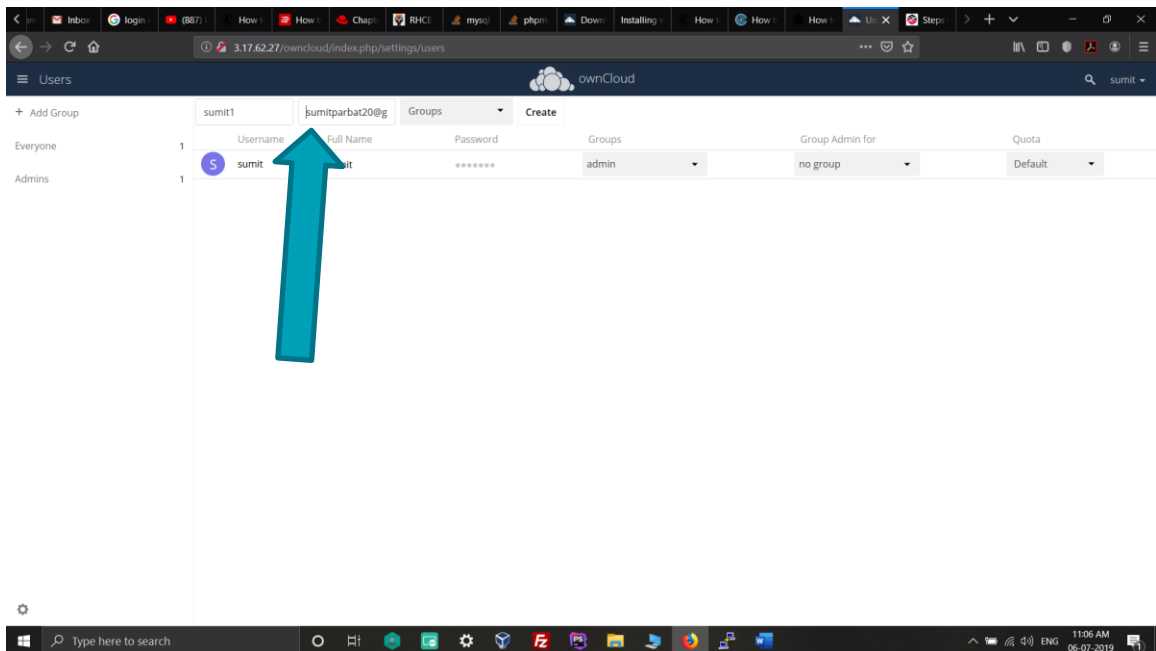 Inbox login (887) How t How t Chapt RHCE mysql phpm Down Installing v How t How t How t Us Steps
3.17.62.27/owncloud/index.php/settings/users
Users ownCloud sumit
+ Add Group sumit1 sumitparbat20@g Groups Create
Username Full Name Password Groups Group Admin for Quota
Everyone 1
S sumit it admin no group Default
Admins 1
Type here to search ENG 11:06 AM
06-07-2019